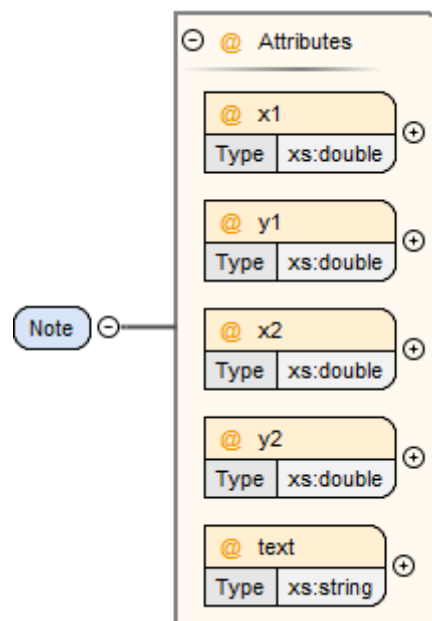 @ Attributes
@ x1
Type xs:double
@ y1
Type xs:double
Note
@ x2
Type xs:double
@ y2
Type xs:double
@ text
Type xs:string